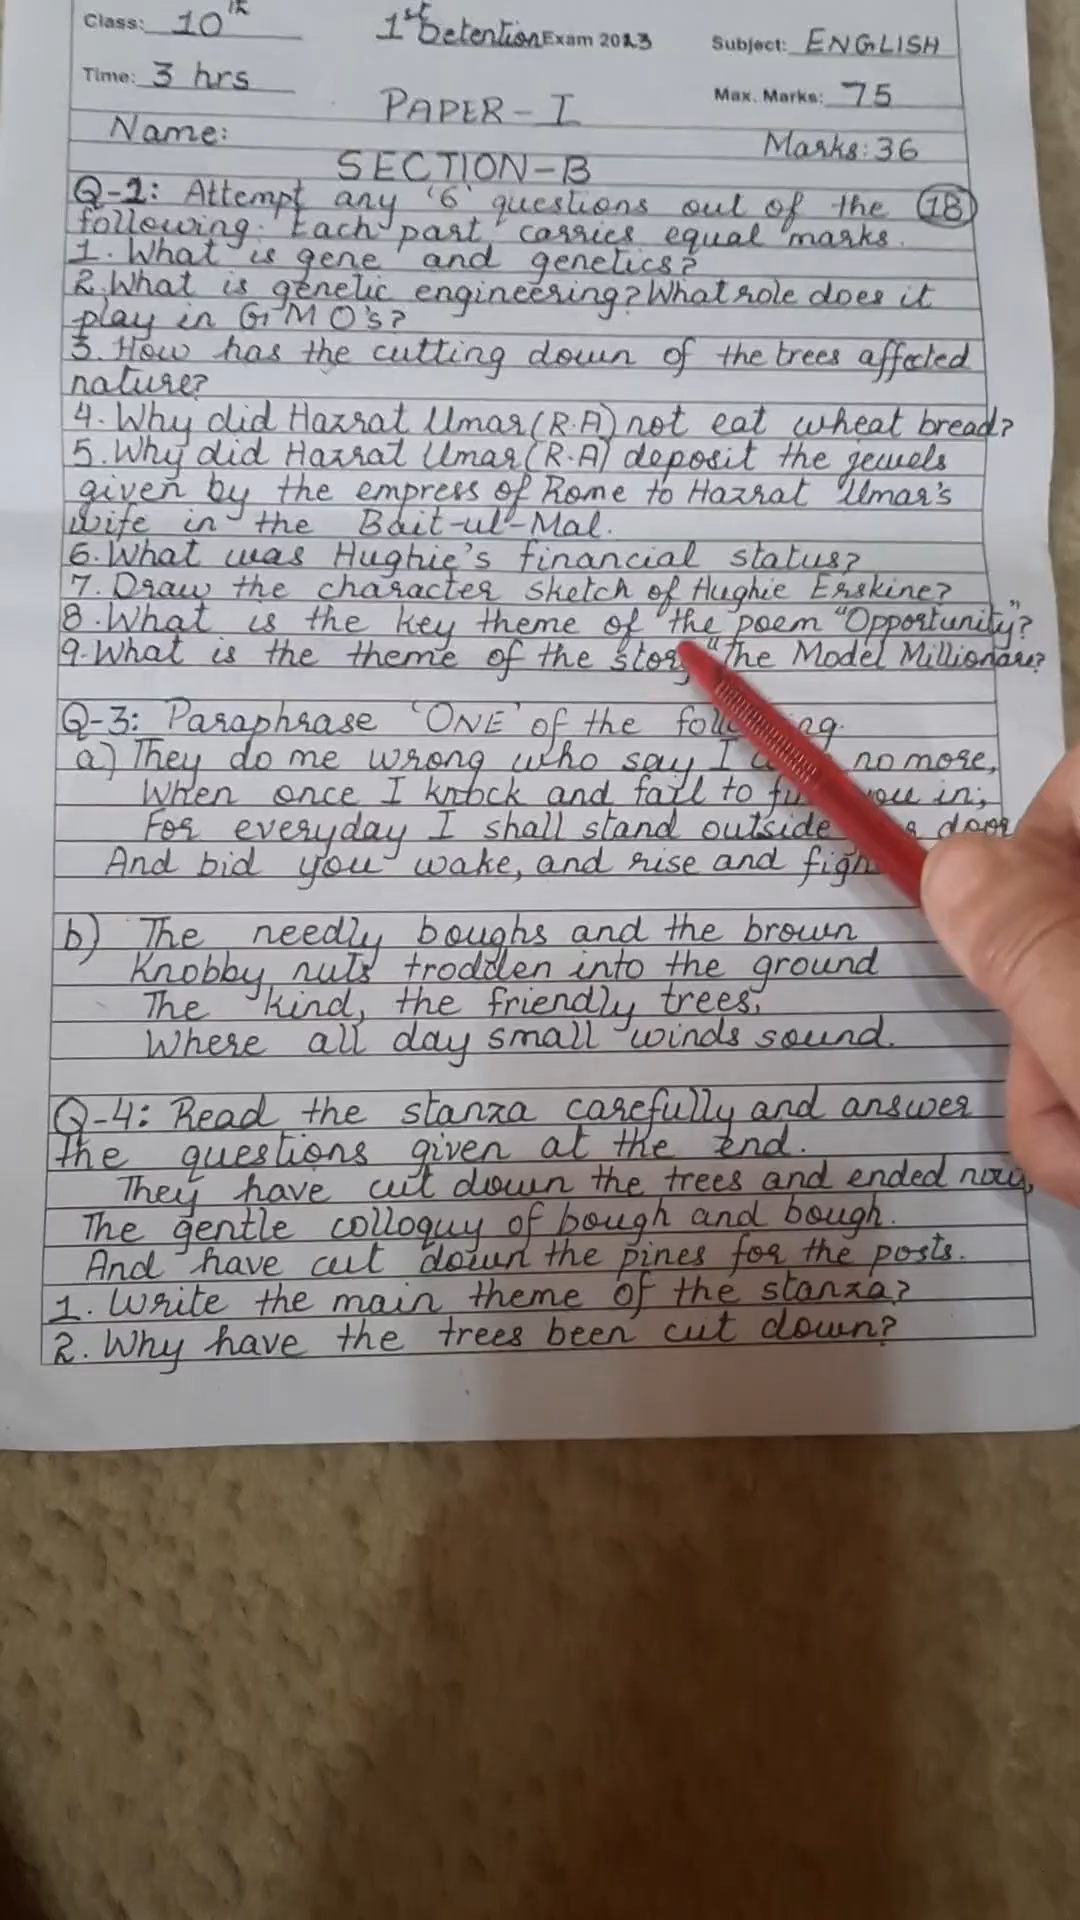 Class: 10th 1st Detention Exam 2023 Subject: ENGLISH
Time: 3 hrs PAPER - I Max. Marks: 75
Name: Marks: 36
SECTION-B
Q-2: Attempt any '6' questions out of the (18)
following. Each part carries equal marks.
1. What is gene and genetics?
2. What is genetic engineering? What role does it
play in GMO's?
3. How has the cutting down of the trees affected
nature?
4. Why did Hazrat Umar (R.A) not eat wheat bread?
5. Why did Hazrat Umar (R.A) deposit the jewels
given by the empress of Rome to Hazrat Umar's
wife in the Bait-ul-Mal.
6. What was Hughie's financial status?
7. Draw the character sketch of Hughie Erskine?
8. What is the key theme of the poem "Opportunity"?
9. What is the theme of the story "The Model Millionare?
Q-3: Paraphrase 'ONE' of the
a) They do me wrong who say I no more,
When once I knock and fail to you in;
For everyday I shall stand outside door
And bid you wake, and rise and
b) The needly boughs and the brown
Knobby nuts trodden into the ground
The kind, the friendly trees,
Where all day small winds sound.
Q-4: Read the stanza carefully and answer
the questions given at the end.
They have cut down the trees and ended now,
The gentle colloquy of bough and bough.
And have cut down the pines for the posts.
1. Write the main theme of the stanza?
2. Why have the trees been cut down?